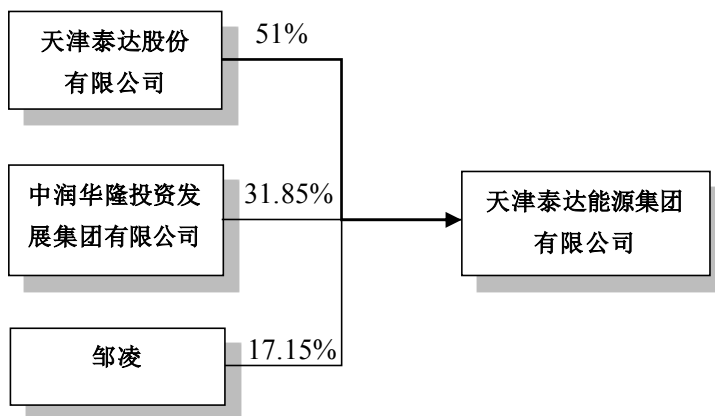 天津泰达股份
有限公司
51%
中润华隆投资发
展集团有限公司
31.85%
天津泰达能源集团
有限公司
邹凌
17.15%